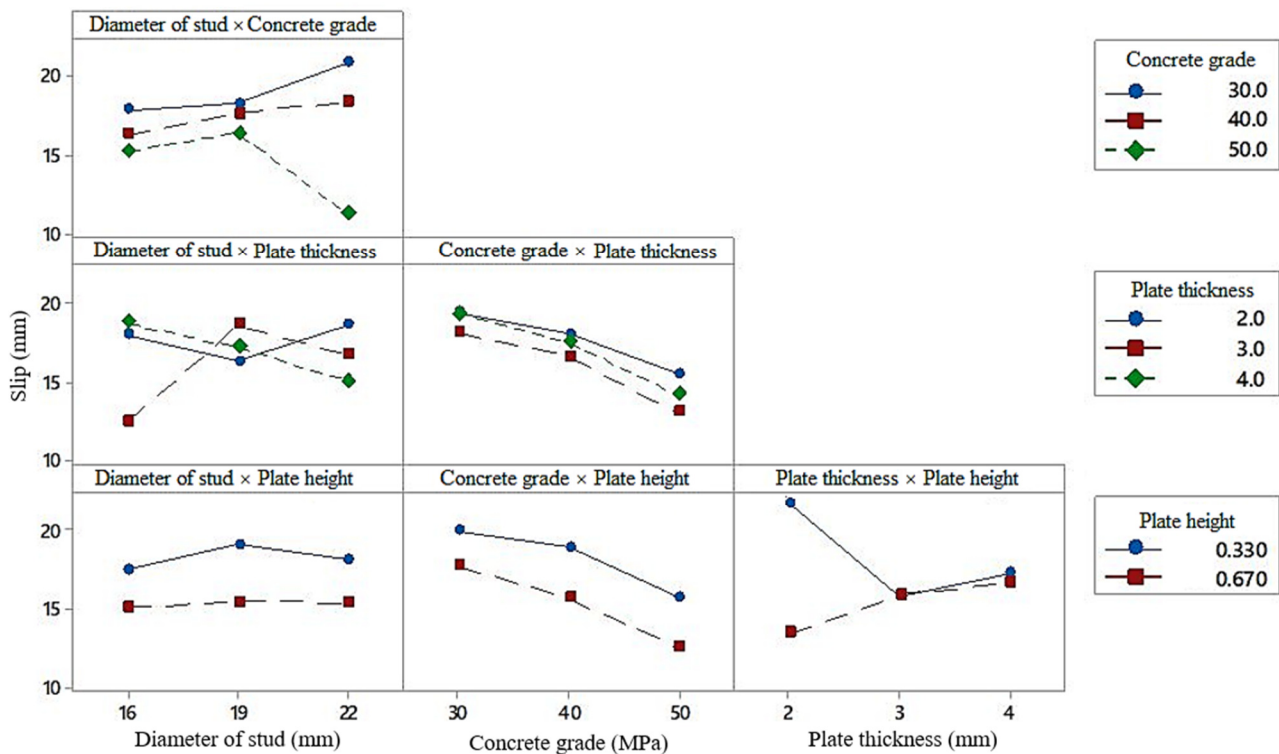 Diameter of stud × Concrete grade
20
15
10
Concrete grade
30.0
40.0
50.0
Diameter of stud × Plate thickness
Concrete grade × Plate thickness
Slip (mm)
20
15
10
Plate thickness
2.0
3.0
4.0
Diameter of stud × Plate height
Concrete grade × Plate height
Plate thickness × Plate height
20
15
10
Plate height
0.330
0.670
16 19 22 30 40 50 2 3 4
Diameter of stud (mm)
Concrete grade (MPa)
Plate thickness (mm)